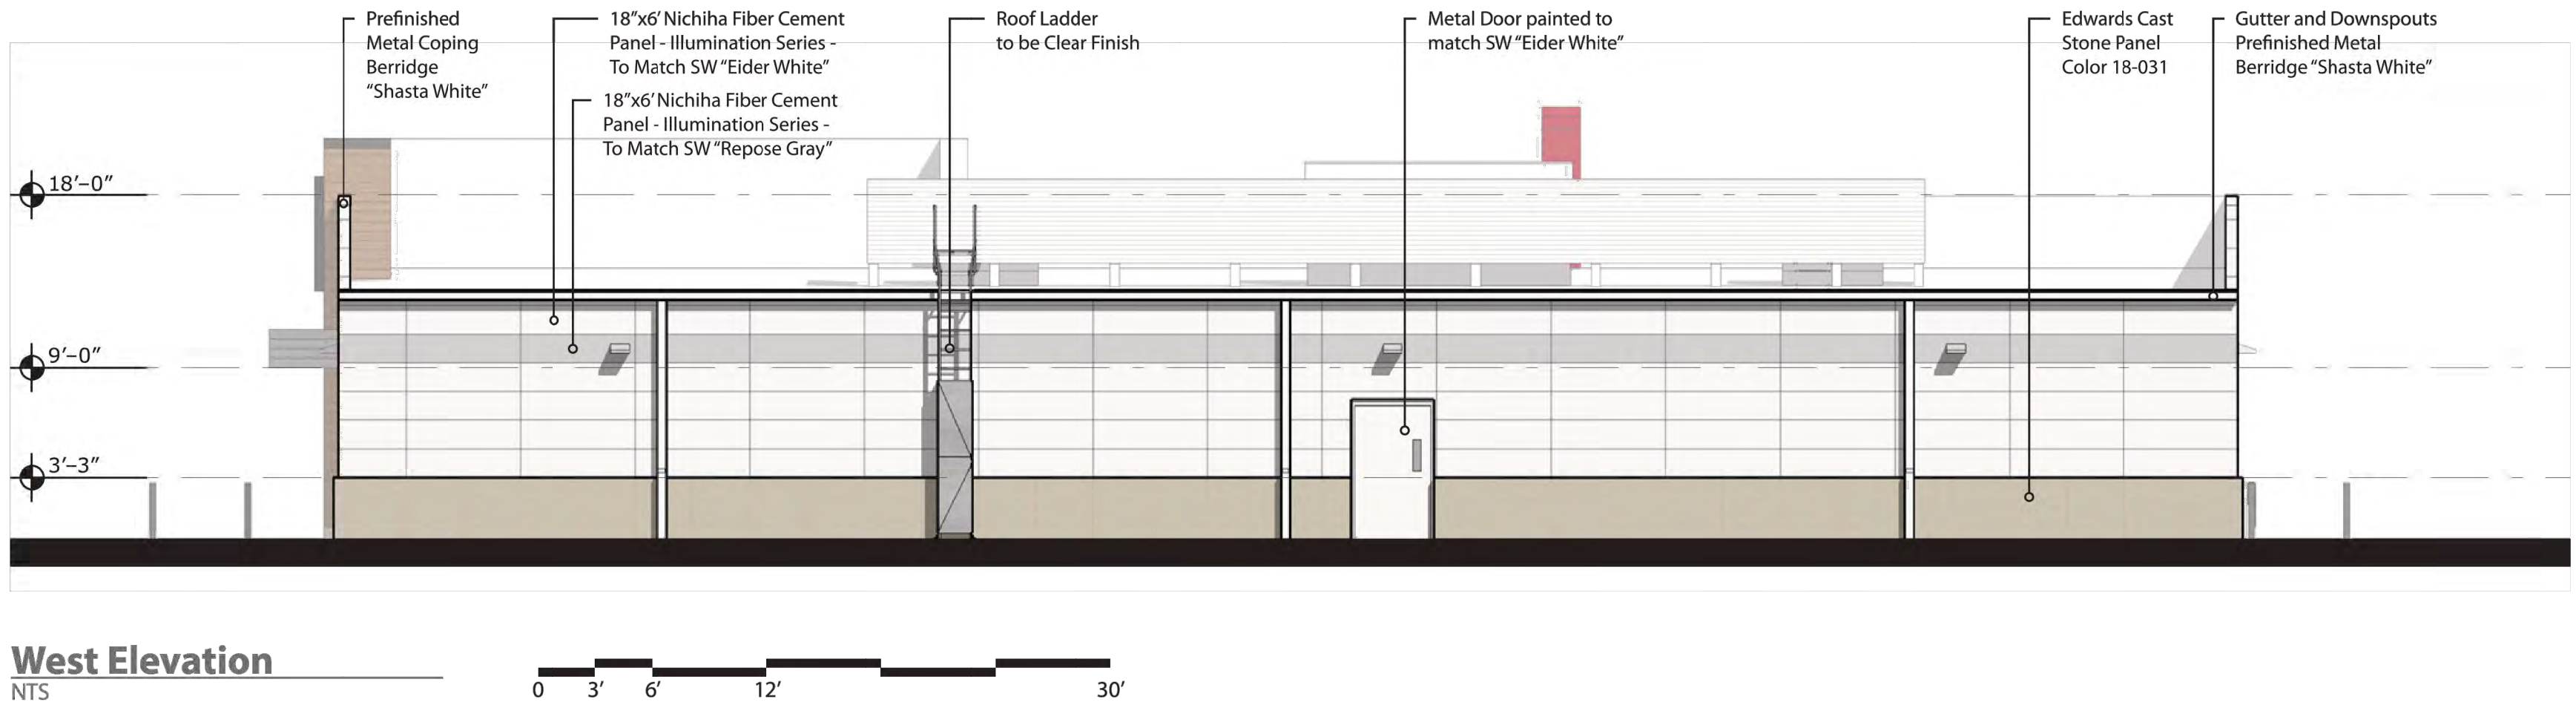 Prefinished
Metal Coping
Berridge
“Shasta White”
18”x6’ Nichiha Fiber Cement
Panel - Illumination Series -
To Match SW “Eider White”
18”x6’ Nichiha Fiber Cement
Panel - Illumination Series -
To Match SW “Repose Gray”
Roof Ladder
to be Clear Finish
Metal Door painted to
match SW “Eider White”
Edwards Cast
Stone Panel
Color 18-031
Gutter and Downspouts
Prefinished Metal
Berridge “Shasta White”
18’-0”
9’-0”
3’-3”
West Elevation
NTS
0 3’ 6’ 12’ 30’